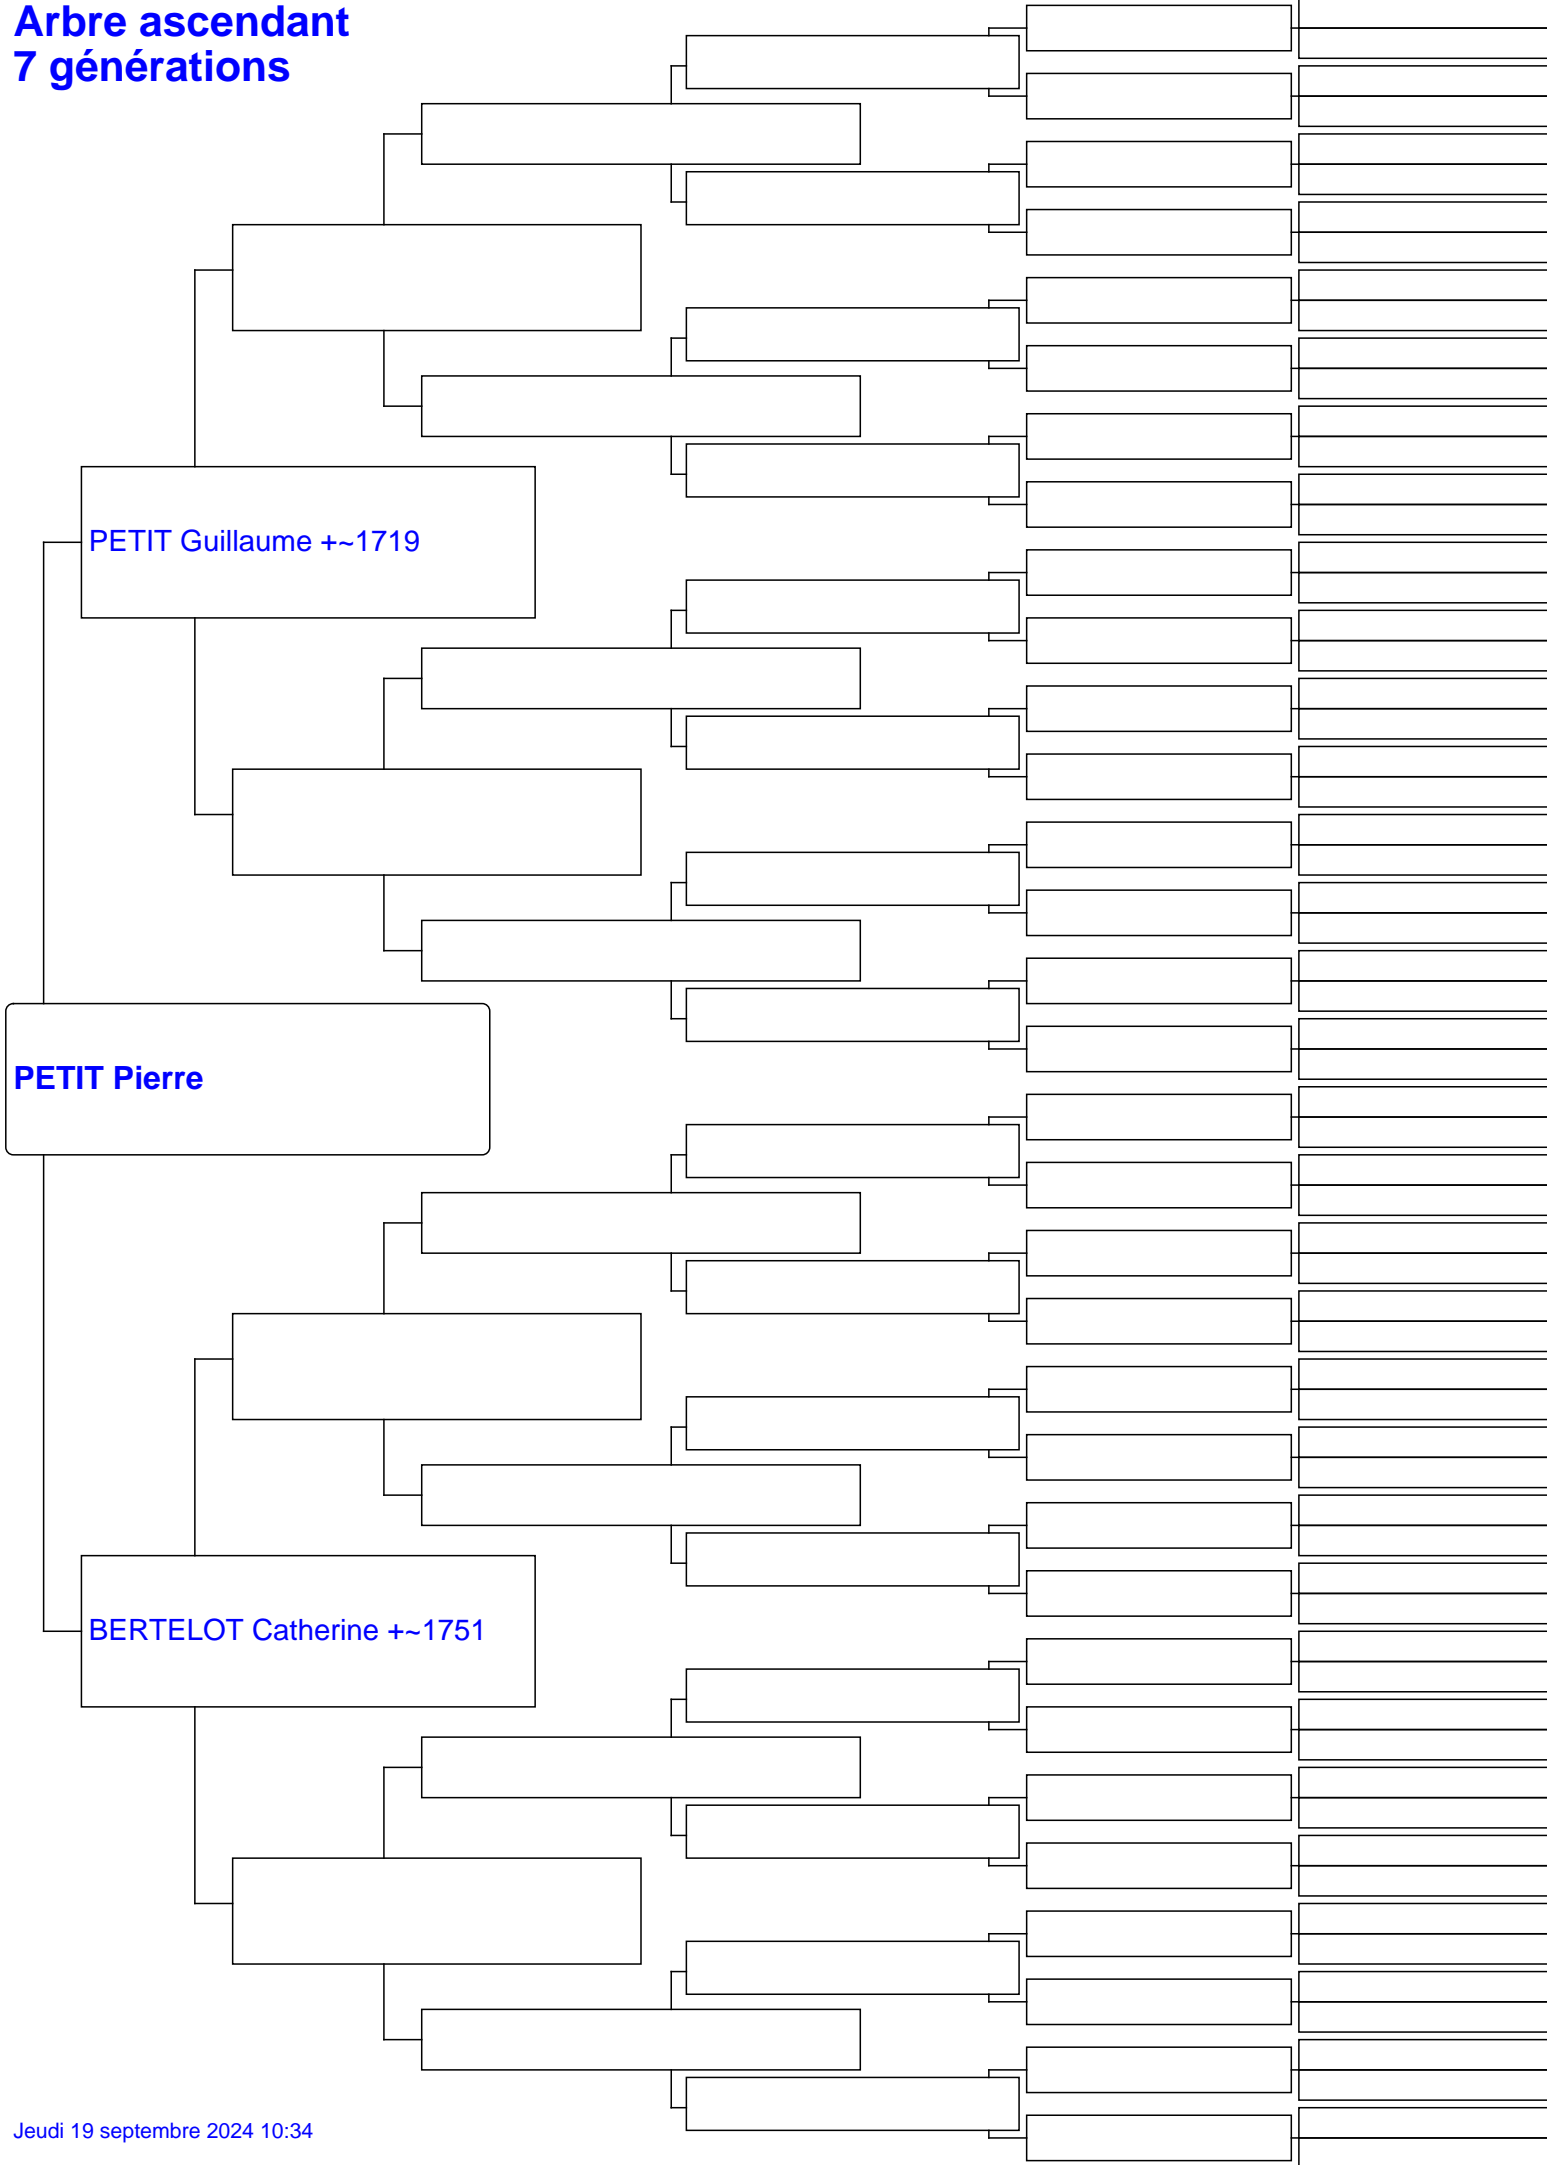 Arbre ascendant
7 générations
PETIT Guillaume +~1719
PETIT Pierre
BERTELOT Catherine +~1751
Jeudi 19 septembre 2024 10:34